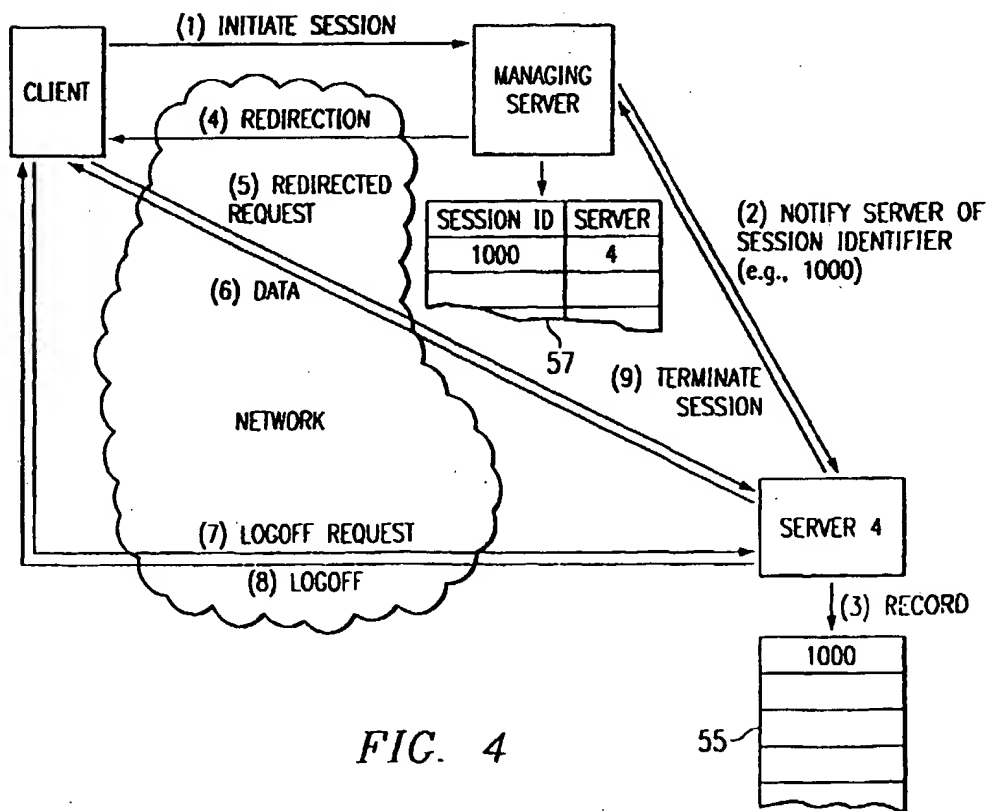 (1) INITIATE SESSION
CLIENT
MANAGING
SERVER
(4) REDIRECTION
(5) REDIRECTED
REQUEST
SESSION ID SERVER
1000 4
(2) NOTIFY SERVER OF
SESSION IDENTIFIER
(e.g., 1000)
(6) DATA
57
(9) TERMINATE
SESSION
NETWORK
SERVER 4
(7) LOGOFF REQUEST
(8) LOGOFF
(3) RECORD
1000
55
FIG. 4